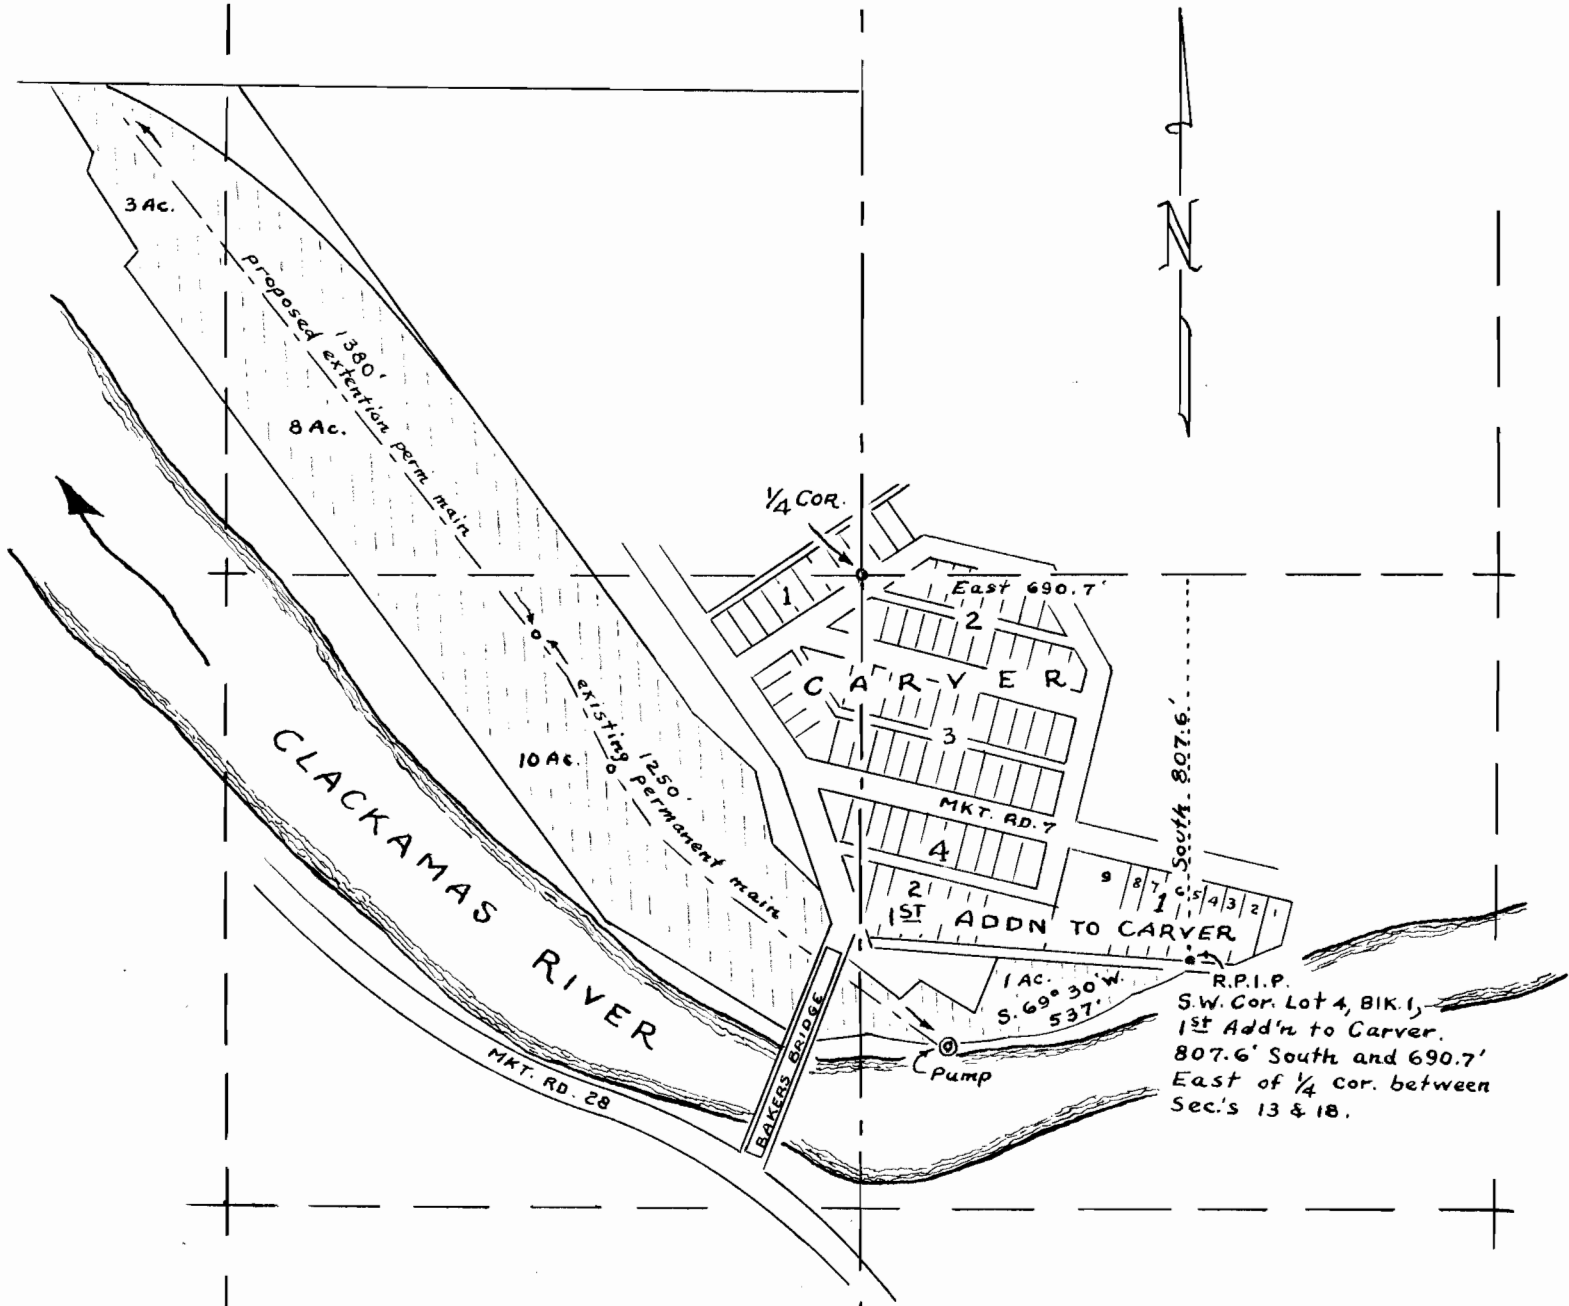 N
3 Ac.
proposed extention perm main
1380'
8 Ac.
1/4 COR.
1
East 690.7'
2
CARVER
South 807.6'
existing permanent main
1250'
10 Ac.
3
MKT. RD. 7
4
CLACKAMAS RIVER
9 8 7 6 5 4 3 2 1
1
2
1ST ADDN TO CARVER
1 AC.
S. 69° 30' W.
537'
R.P.I.P.
S.W. Cor. Lot 4, Blk. 1,
1st Add'n to Carver.
807.6' South and 690.7'
East of 1/4 cor. between
Sec.'s 13 & 18.
Pump
BAKERS BRIDGE
MKT. RD. 28